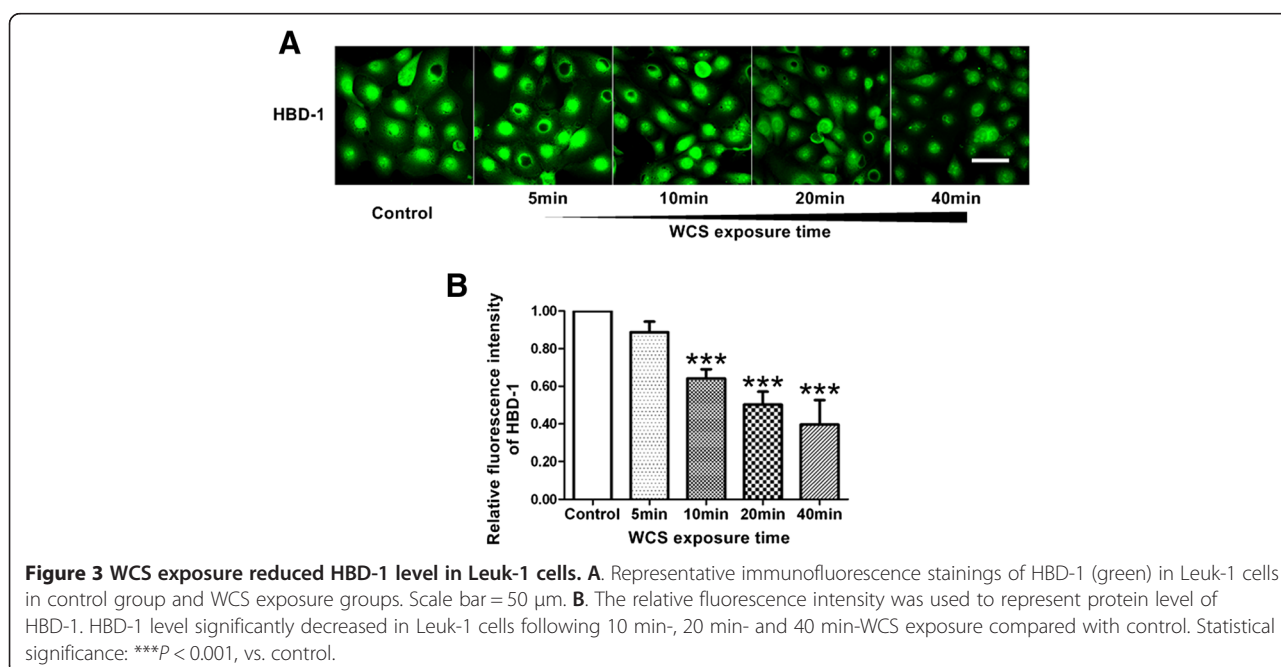 A
HBD-1
Control
5min 10min 20min 40min
WCS exposure time
B
Relative fluorescence intensity
of HBD-1
1.00
0.80
0.60
0.40
0.20
0.00
***
***
***
Control 5min 10min 20min 40min
WCS exposure time
Figure 3 WCS exposure reduced HBD-1 level in Leuk-1 cells. A. Representative immunofluorescence stainings of HBD-1 (green) in Leuk-1 cells
in control group and WCS exposure groups. Scale bar = 50 μm. B. The relative fluorescence intensity was used to represent protein level of
HBD-1. HBD-1 level significantly decreased in Leuk-1 cells following 10 min-, 20 min- and 40 min-WCS exposure compared with control. Statistical
significance: ***P < 0.001, vs. control.